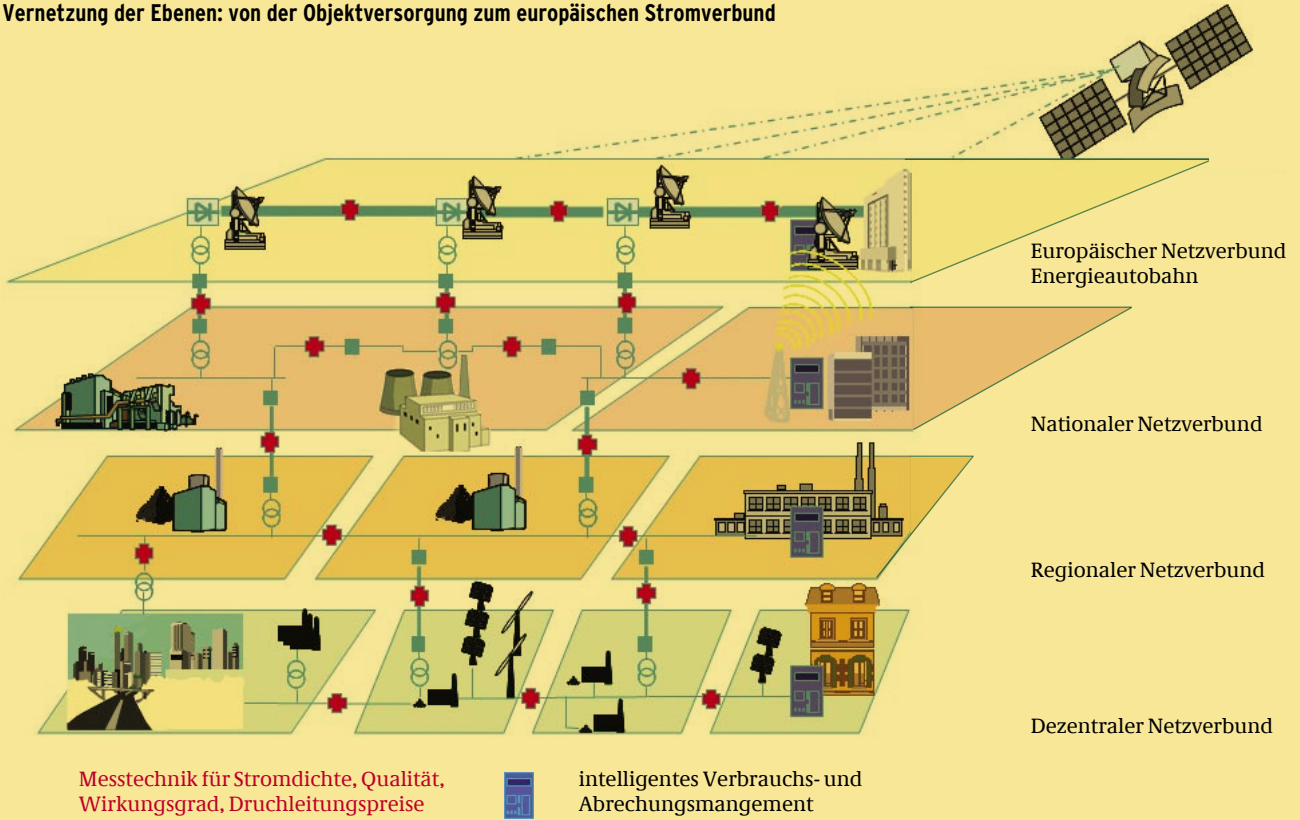 Vernetzung der Ebenen: von der Objektversorgung zum europäischen Stromverbund
Europäischer Netzverbund
Energieautobahn
Nationaler Netzverbund
Regionaler Netzverbund
Dezentraler Netzverbund
Messtechnik für Stromdichte, Qualität,
Wirkungsgrad, Druchleitungspreise
intelligentes Verbrauchs- und
Abrechungsmangement